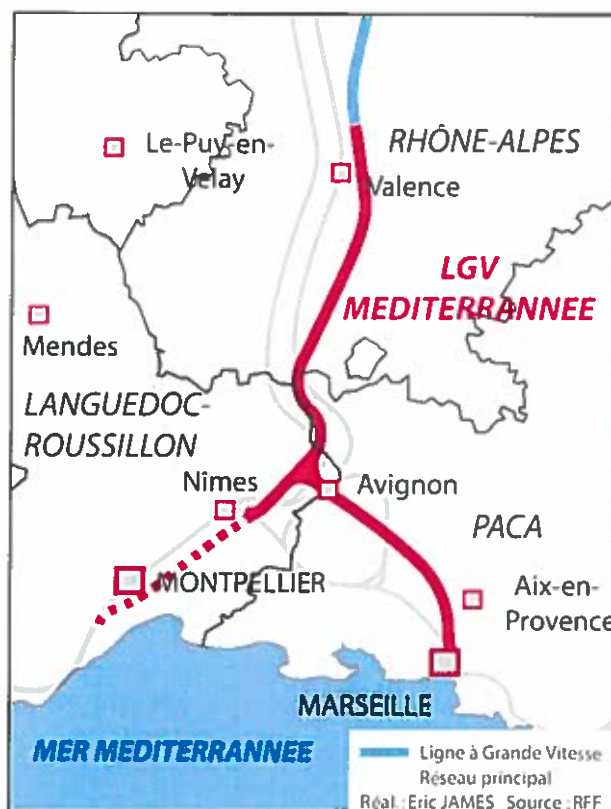 RHÔNE-ALPES
Le-Puy-en-
Velay
Valence
LGV
MEDITERRANNEE
Mendes
LANGUEDOC-
ROUSSILLON
Nîmes
Avignon
PACA
MONTPELLIER
Aix-en-
Provence
MARSEILLE
MER MEDITERRANNEE
Ligne à Grande Vitesse
Réseau principal
Réal.: Eric JAMES Source : RFF